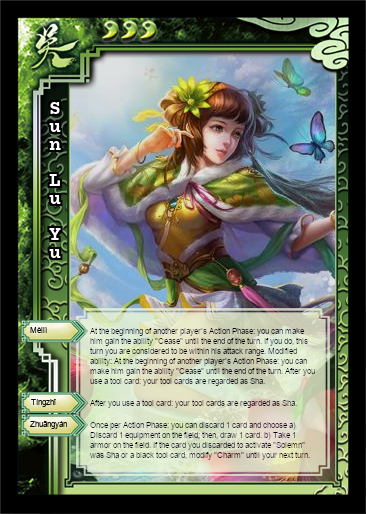 吴
Sun Lu Yu
Meili
At the beginning of another player's Action Phase: you can make
him gain the ability "Cease" until the end of the turn. If you do, this
turn you are considered to be within his attack range. Modified
ability: At the beginning of another player's Action Phase: you can
make him gain the ability "Cease" until the end of the turn. After you
use a tool card: your tool cards are regarded as Sha.
Tingzhǐ
After you use a tool card: your tool cards are regarded as Sha.
Zhuāngyán
Once per Action Phase: you can discard 1 card and choose a)
Discard 1 equipment on the field; then, draw 1 card. b) Take 1
armor on the field. If the card you discarded to activate "Solemn"
was Sha or a black tool card, modify "Charm" until your next turn.